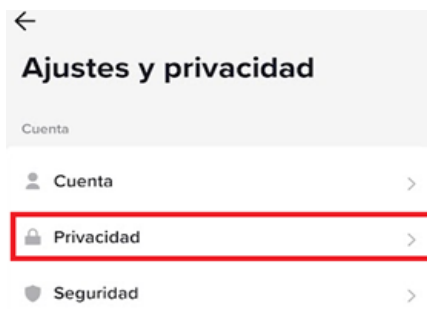 Ajustes y privacidad
Cuenta
Cuenta
Privacidad
Seguridad